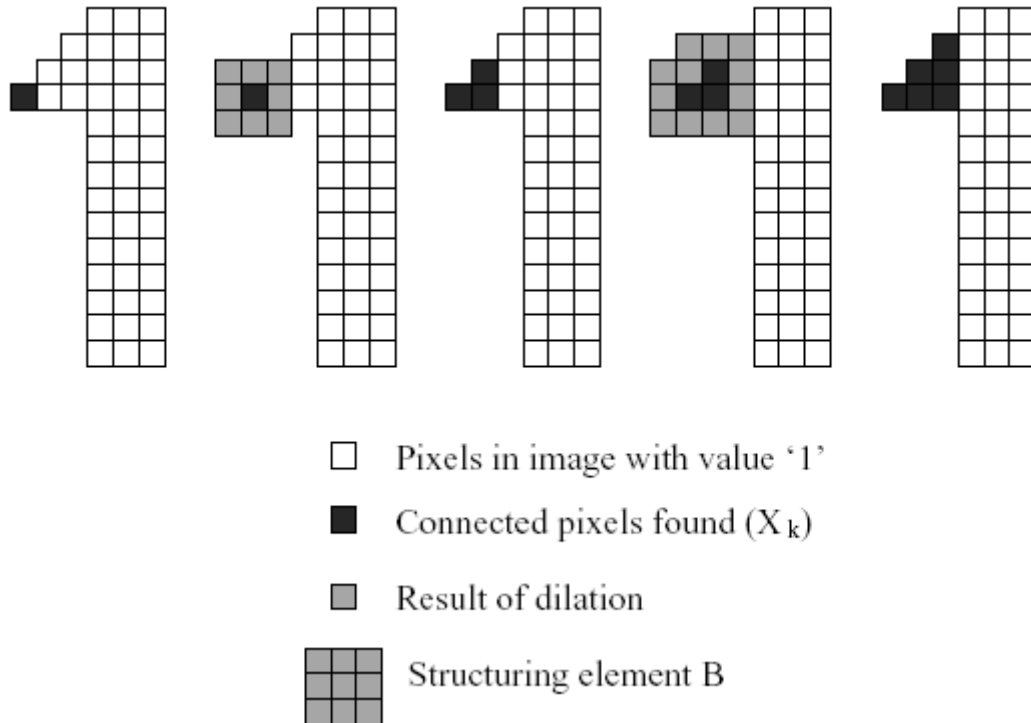 Pixels in image with value ‘1’
Connected pixels found (X k)
Result of dilation
Structuring element B